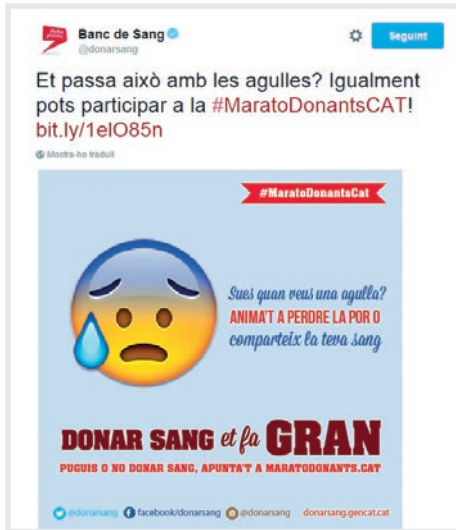 Banc de Sang
@donarsang
Seguint
Et passa això amb les agulles? Igualment
pots participar a la #MaratoDonantsCAT!
bit.ly/1elO85n
Mostra-ho traduït
#MaratoDonantsCat
Sues quan veus una agulla?
ANIMA'T A PERDRE LA POR O
comparteix la teva sang
DONAR SANG et fa GRAN
PUGUIS O NO DONAR SANG, APUNTA'T A MARATODONANTS.CAT
@donarsang facebook/donarsang @donarsang donarsang.gencat.cat